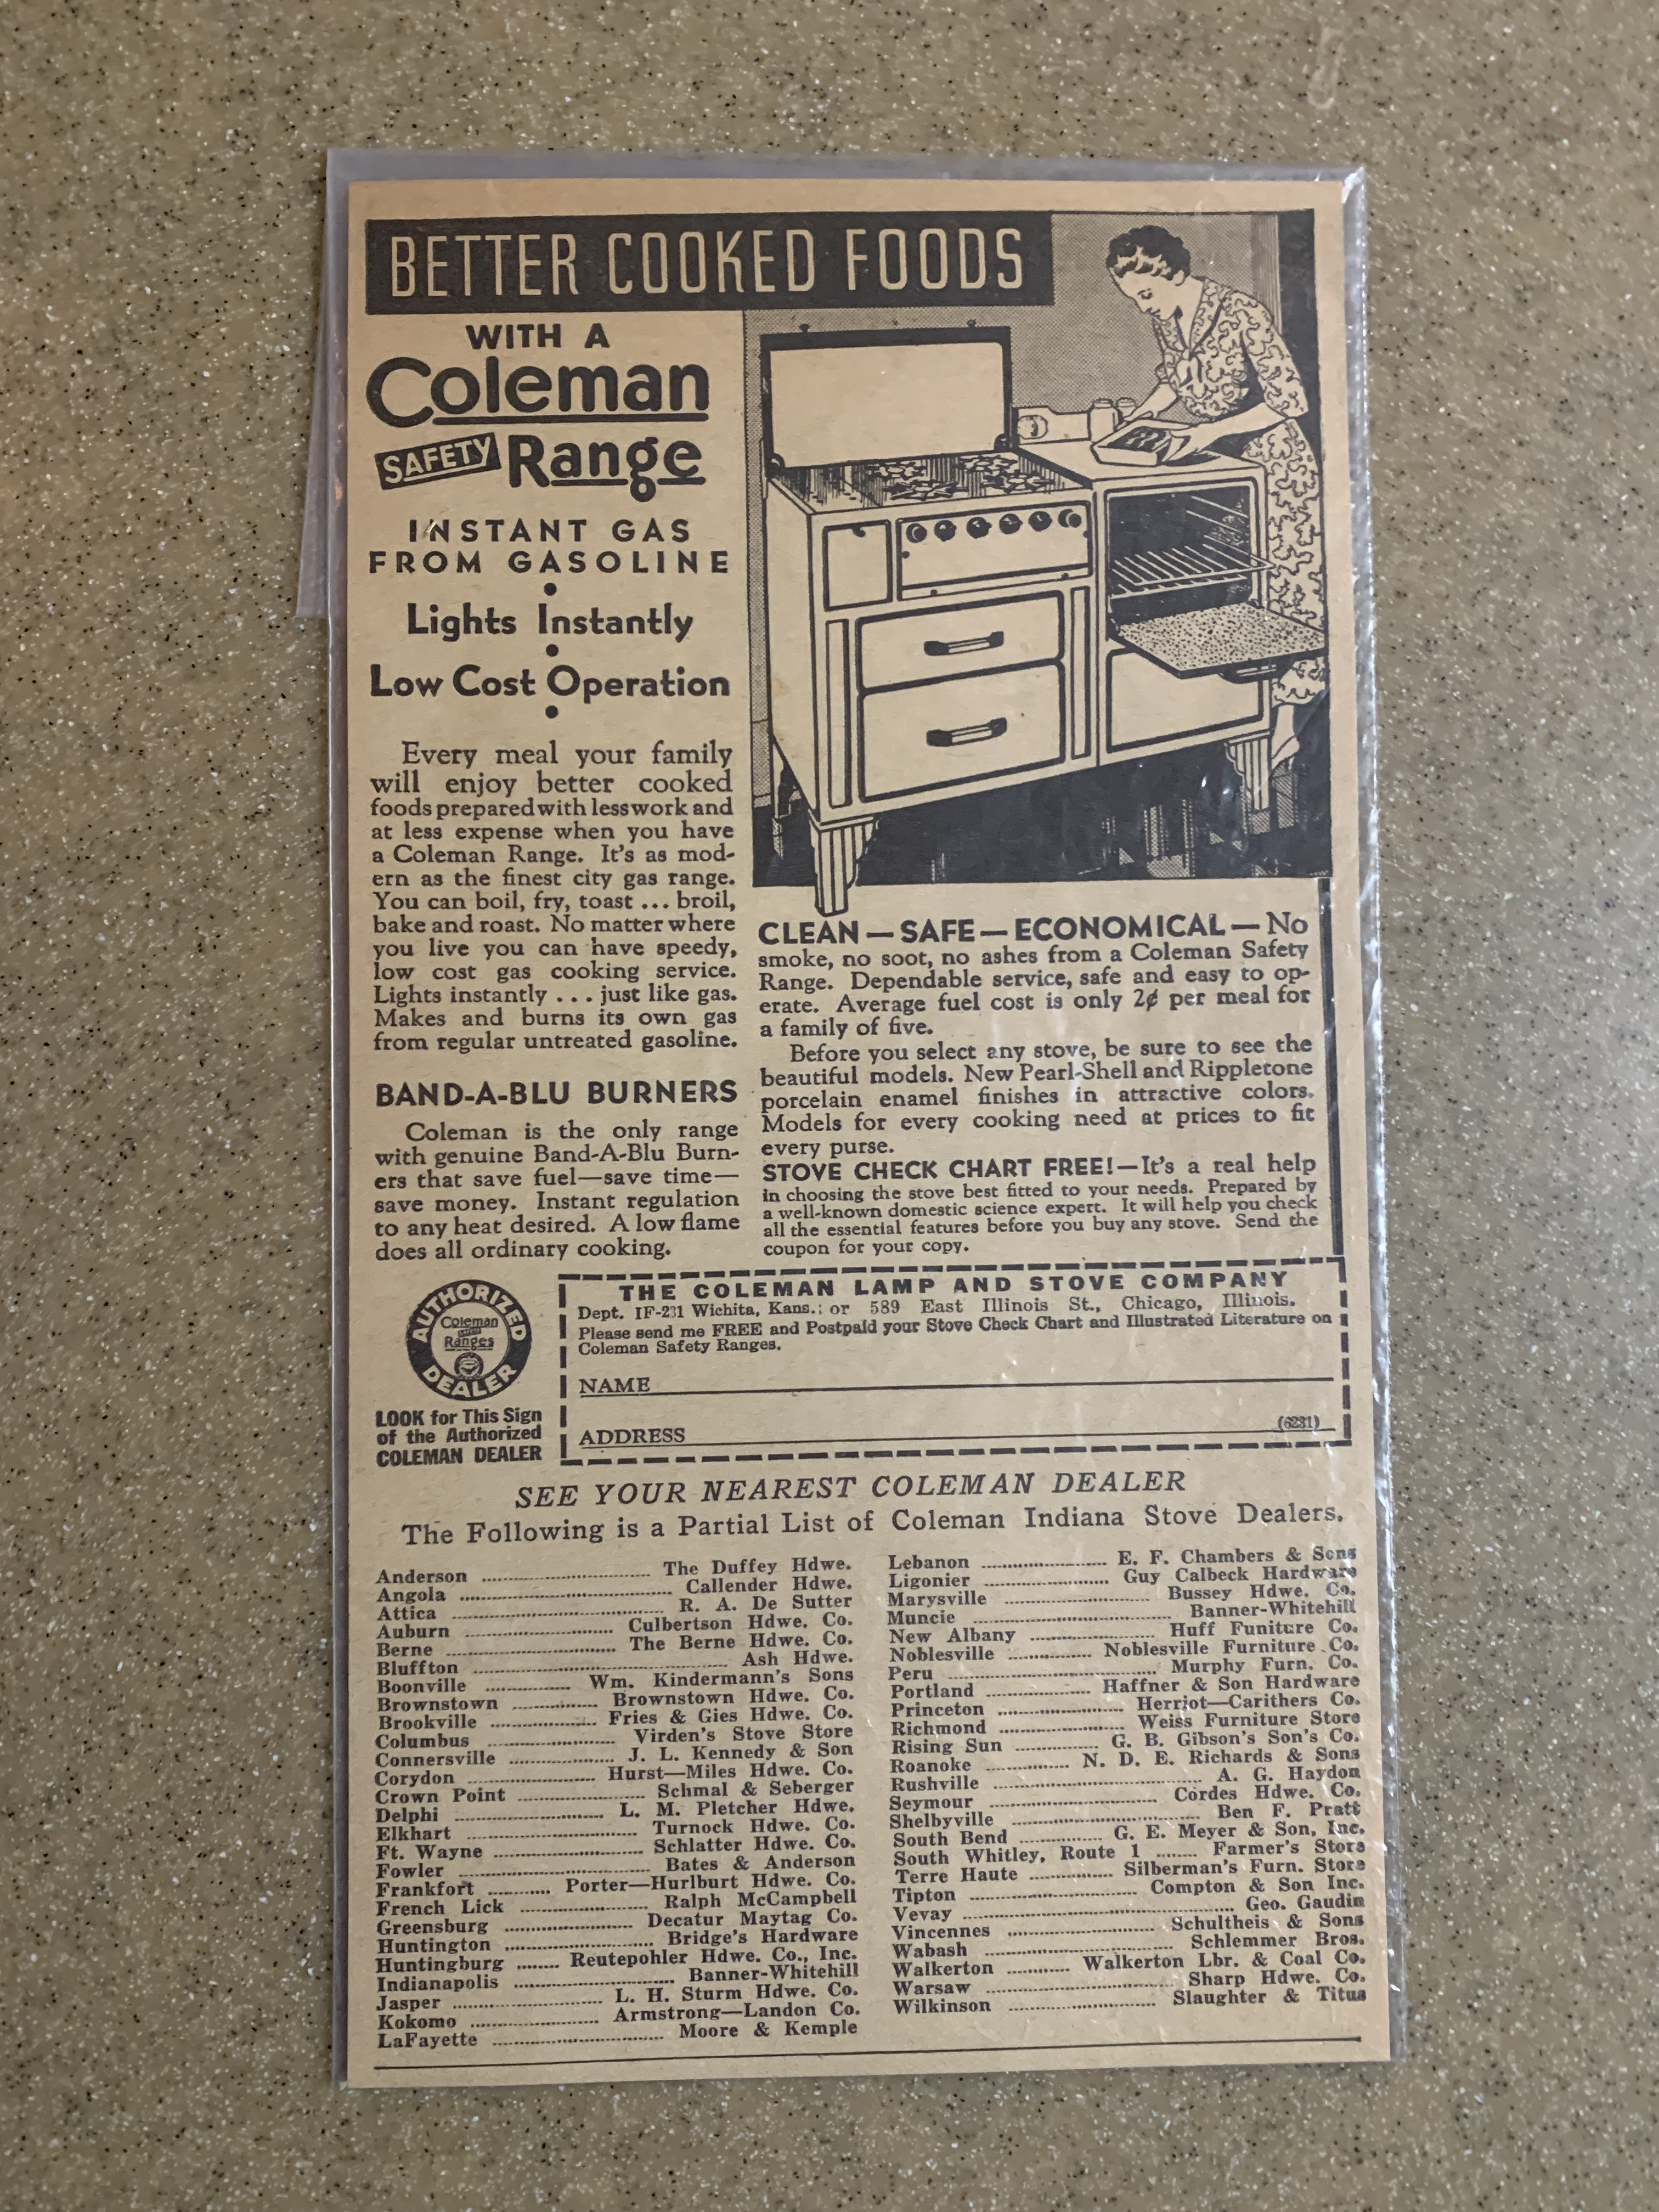 BETTER COOKED FOODS
WITH A
Coleman
SAFETY Range
INSTANT GAS
FROM GASOLINE
•
Lights Instantly
•
Low Cost Operation
•
Every meal your family
will enjoy better cooked
foods prepared with less work and
at less expense when you have
a Coleman Range. It's as mod-
ern as the finest city gas range.
You can boil, fry, toast ... broil,
bake and roast. No matter where
you live you can have speedy,
low cost gas cooking service.
Lights instantly ... just like gas.
Makes and burns its own gas
from regular untreated gasoline.
BAND-A-BLU BURNERS
Coleman is the only range
with genuine Band-A-Blu Burn-
ers that save fuel—save time—
save money. Instant regulation
to any heat desired. A low flame
does all ordinary cooking.
CLEAN—SAFE—ECONOMICAL—No
smoke, no soot, no ashes from a Coleman Safety
Range. Dependable service, safe and easy to op-
erate. Average fuel cost is only 2¢ per meal for
a family of five.
Before you select any stove, be sure to see the
beautiful models. New Pearl-Shell and Rippletone
porcelain enamel finishes in attractive colors.
Models for every cooking need at prices to fit
every purse.
STOVE CHECK CHART FREE!—It's a real help
in choosing the stove best fitted to your needs. Prepared by
a well-known domestic science expert. It will help you check
all the essential features before you buy any stove. Send the
coupon for your copy.
AUTHORIZED
Coleman
SAFETY
Ranges
DEALER
LOOK for This Sign
of the Authorized
COLEMAN DEALER
THE COLEMAN LAMP AND STOVE COMPANY
Dept. IF-231 Wichita, Kans.; or 589 East Illinois St., Chicago, Illinois.
Please send me FREE and Postpaid your Stove Check Chart and Illustrated Literature on
Coleman Safety Ranges.
NAME
ADDRESS (6231)
SEE YOUR NEAREST COLEMAN DEALER
The Following is a Partial List of Coleman Indiana Stove Dealers.
Anderson ........ The Duffey Hdwe.
Angola ........ Callender Hdwe.
Attica ........ R. A. De Sutter
Auburn ........ Culbertson Hdwe. Co.
Berne ........ The Berne Hdwe. Co.
Bluffton ........ Ash Hdwe.
Boonville ........ Wm. Kindermann's Sons
Brownstown ........ Brownstown Hdwe. Co.
Brookville ........ Fries & Gies Hdwe. Co.
Columbus ........ Virden's Stove Store
Connersville ........ J. L. Kennedy & Son
Corydon ........ Hurst—Miles Hdwe. Co.
Crown Point ........ Schmal & Seberger
Delphi ........ L. M. Pletcher Hdwe.
Elkhart ........ Turnock Hdwe. Co.
Ft. Wayne ........ Schlatter Hdwe. Co.
Fowler ........ Bates & Anderson
Frankfort ........ Porter—Hurlburt Hdwe. Co.
French Lick ........ Ralph McCampbell
Greensburg ........ Decatur Maytag Co.
Huntington ........ Bridge's Hardware
Huntingburg ........ Reutepohler Hdwe. Co., Inc.
Indianapolis ........ Banner-Whitehill
Jasper ........ L. H. Sturm Hdwe. Co.
Kokomo ........ Armstrong—Landon Co.
LaFayette ........ Moore & Kemple
Lebanon ........ E. F. Chambers & Sons
Ligonier ........ Guy Calbeck Hardware
Marysville ........ Bussey Hdwe. Co.
Muncie ........ Banner-Whitehill
New Albany ........ Huff Funiture Co.
Noblesville ........ Noblesville Furniture Co.
Peru ........ Murphy Furn. Co.
Portland ........ Haffner & Son Hardware
Princeton ........ Herriot—Carithers Co.
Richmond ........ Weiss Furniture Store
Rising Sun ........ G. B. Gibson's Son's Co.
Roanoke ........ N. D. E. Richards & Sons
Rushville ........ A. G. Haydon
Seymour ........ Cordes Hdwe. Co.
Shelbyville ........ Ben F. Pratt
South Bend ........ G. E. Meyer & Son, Inc.
South Whitley, Route 1 ........ Farmer's Store
Terre Haute ........ Silberman's Furn. Store
Tipton ........ Compton & Son Inc.
Vevay ........ Geo. Gaudin
Vincennes ........ Schultheis & Sons
Wabash ........ Schlemmer Bros.
Walkerton ........ Walkerton Lbr. & Coal Co.
Warsaw ........ Sharp Hdwe. Co.
Wilkinson ........ Slaughter & Titus